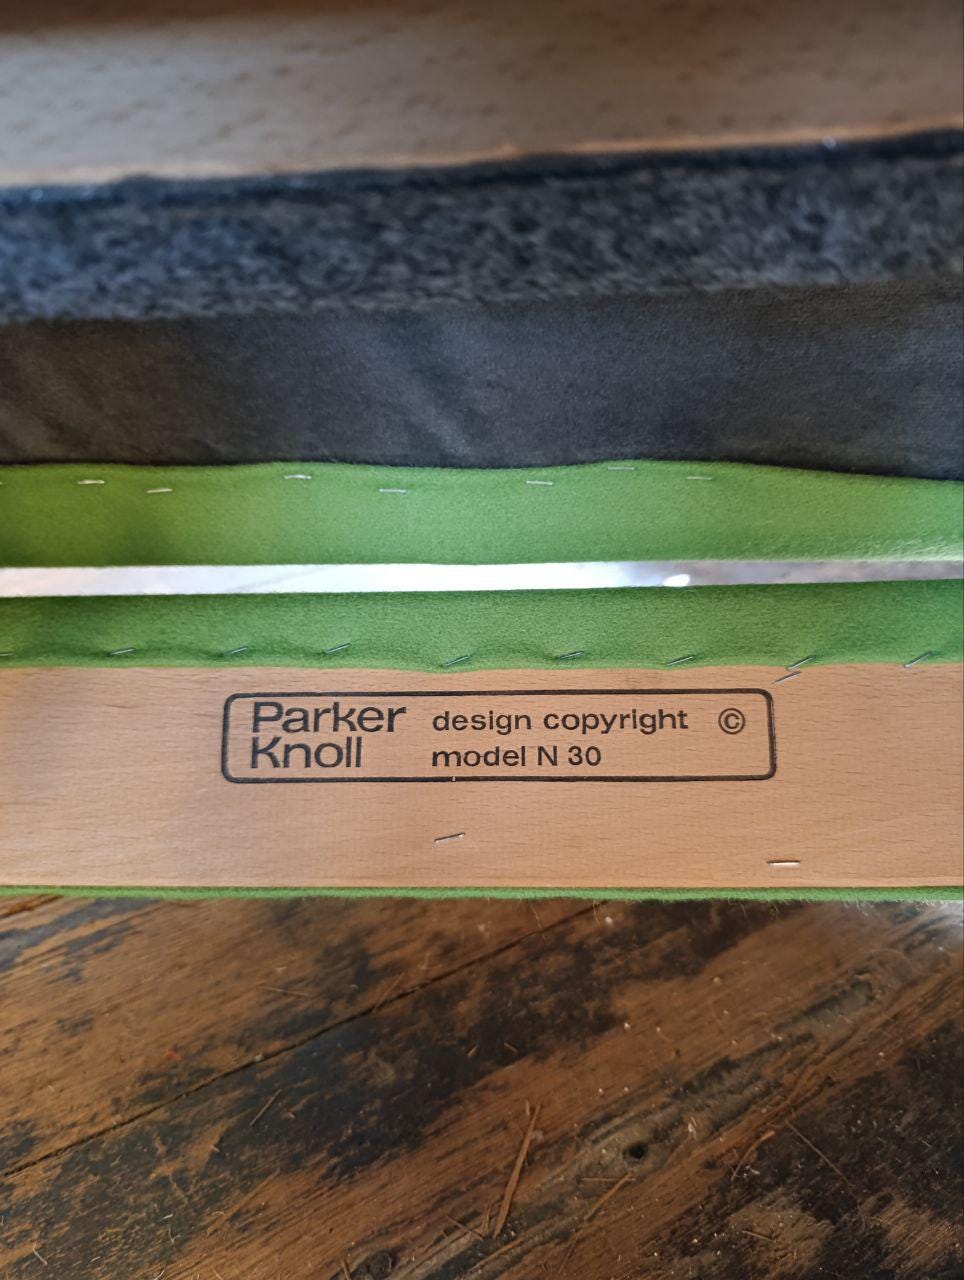 Parker
Knoll
design copyright ©
model N 30